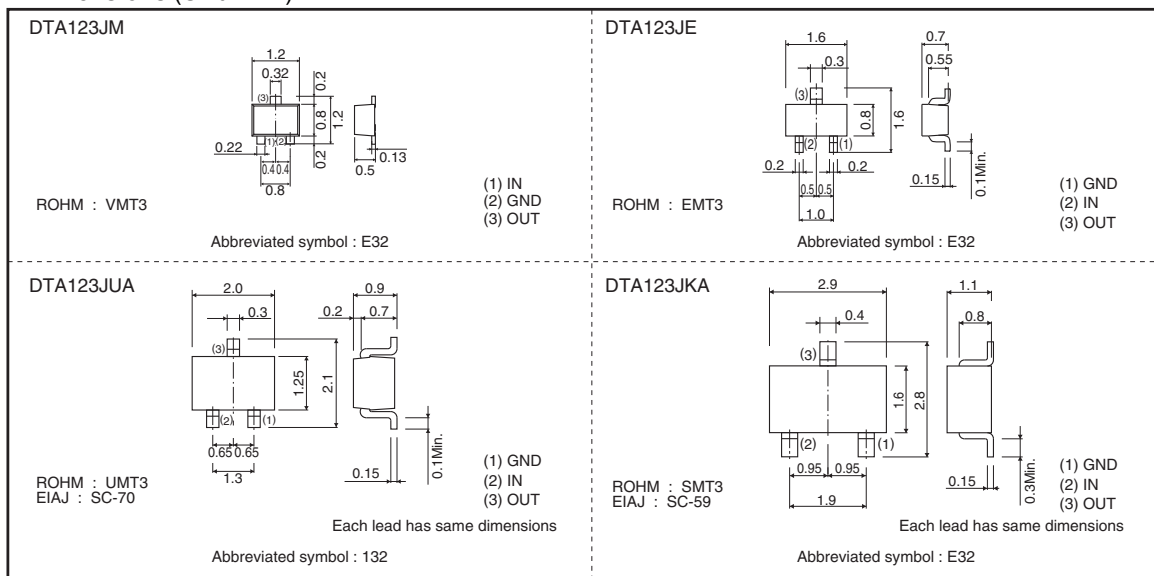 DTA123JM
1.2
0.32
0.2
(3)
0.8
1.2
(1)
(2)
0.22
0.2
0.4
0.4
0.8
0.5
0.13
(1) IN
(2) GND
(3) OUT
ROHM : VMT3
Abbreviated symbol : E32
DTA123JE
1.6
0.3
0.7
0.55
(3)
0.8
1.6
(2)
(1)
0.2
0.2
0.5
0.5
1.0
0.15
0.1Min.
(1) GND
(2) IN
(3) OUT
ROHM : EMT3
Abbreviated symbol : E32
DTA123JUA
2.0
0.3
0.9
0.2
0.7
(3)
1.25
2.1
(2)
(1)
0.65
0.65
1.3
0.15
0.1Min.
(1) GND
(2) IN
(3) OUT
ROHM : UMT3
EIAJ : SC-70
Each lead has same dimensions
Abbreviated symbol : 132
DTA123JKA
2.9
0.4
1.1
0.8
(3)
1.6
2.8
(2)
(1)
0.95
0.95
1.9
0.15
0.3Min.
(1) GND
(2) IN
(3) OUT
ROHM : SMT3
EIAJ : SC-59
Each lead has same dimensions
Abbreviated symbol : E32